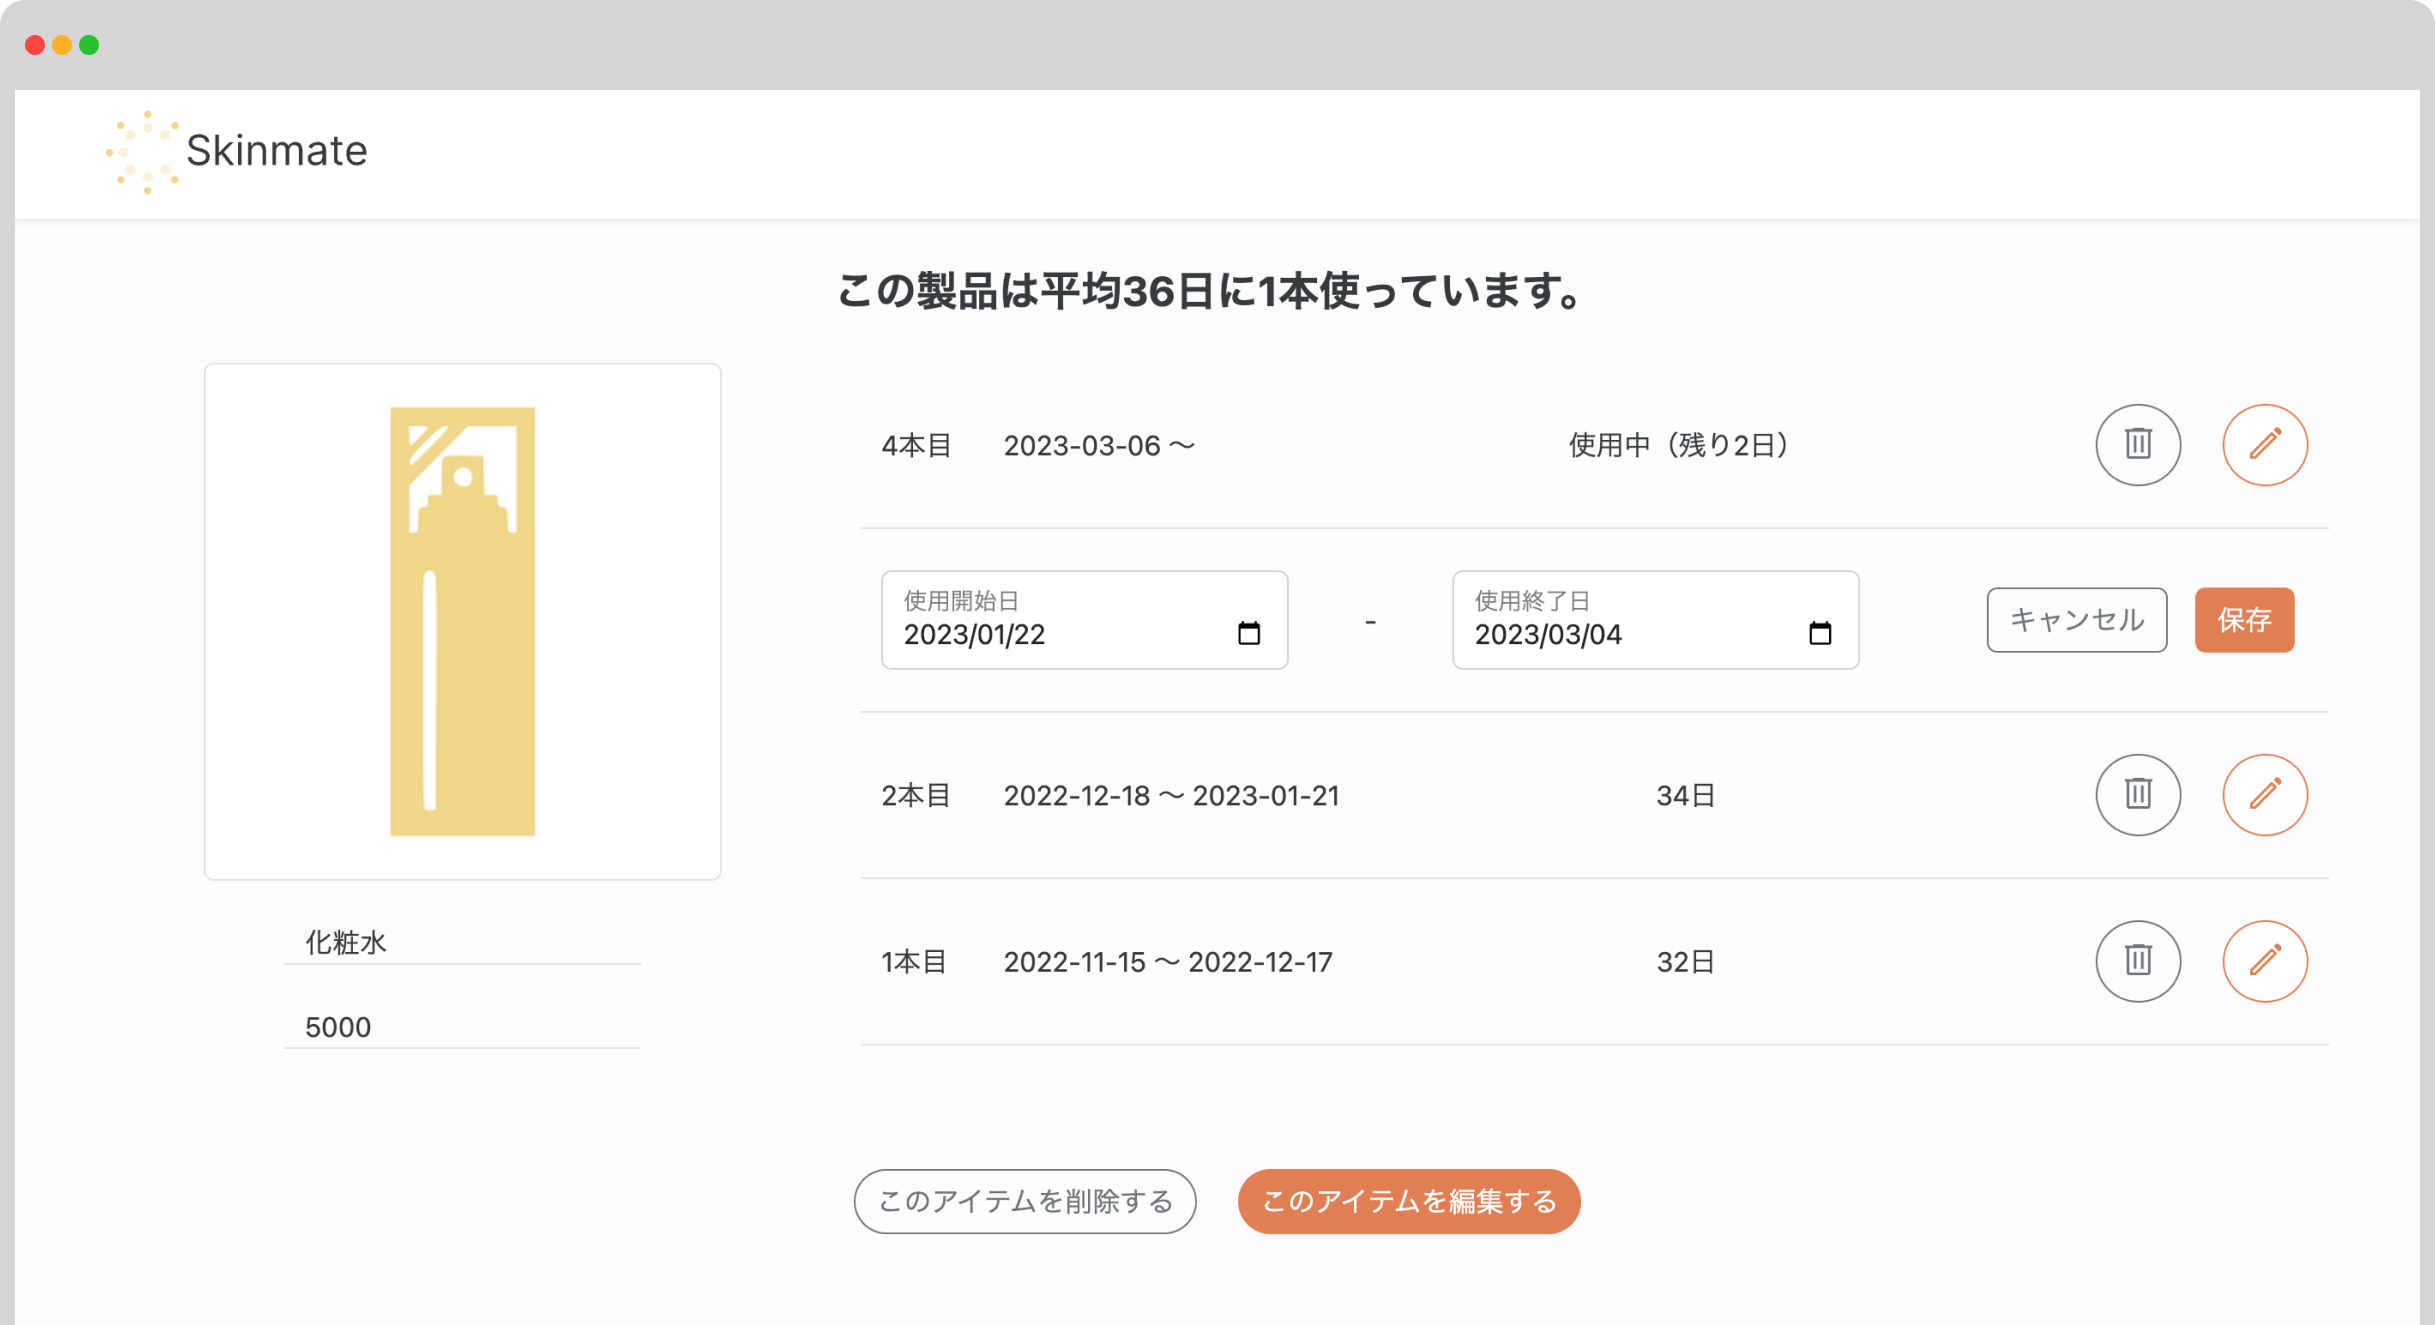 Skinmate
この製品は平均36日に1本使っています。
4本目 2023-03-06 〜 使用中（残り2日）
使用開始日
2023/01/22
-
使用終了日
2023/03/04
キャンセル
保存
2本目 2022-12-18 〜 2023-01-21 34日
1本目 2022-11-15 〜 2022-12-17 32日
化粧水
5000
このアイテムを削除する
このアイテムを編集する